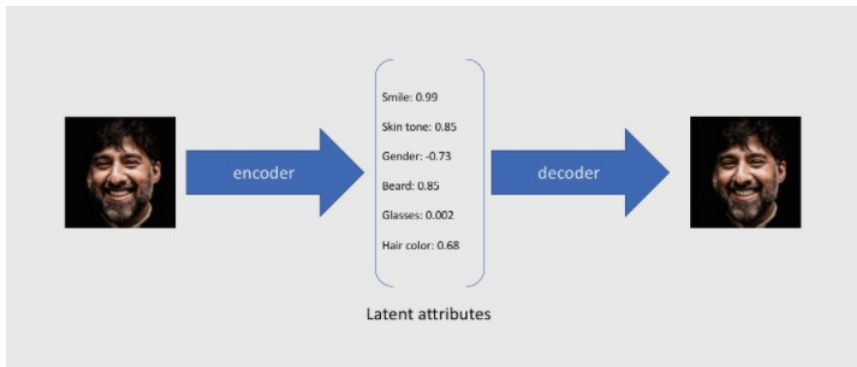 encoder
Smile: 0.99
Skin tone: 0.85
Gender: -0.73
Beard: 0.85
Glasses: 0.002
Hair color: 0.68
decoder
Latent attributes